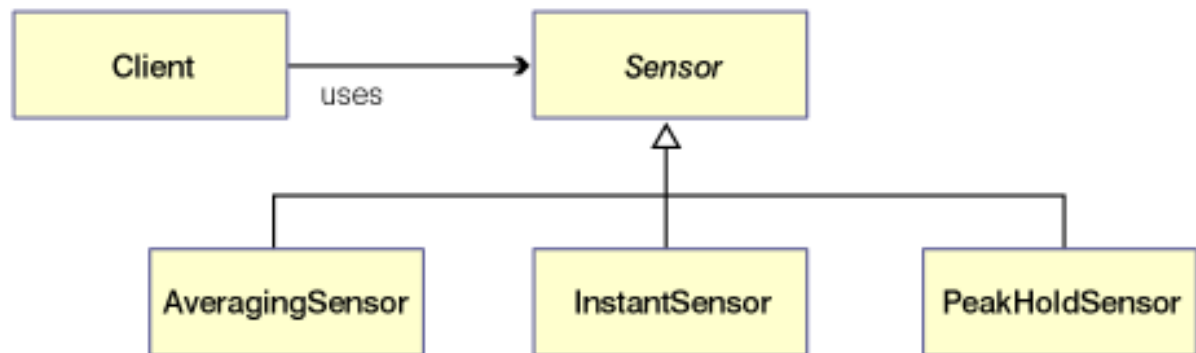 Client
Sensor
uses
AveragingSensor
InstantSensor
PeakHoldSensor